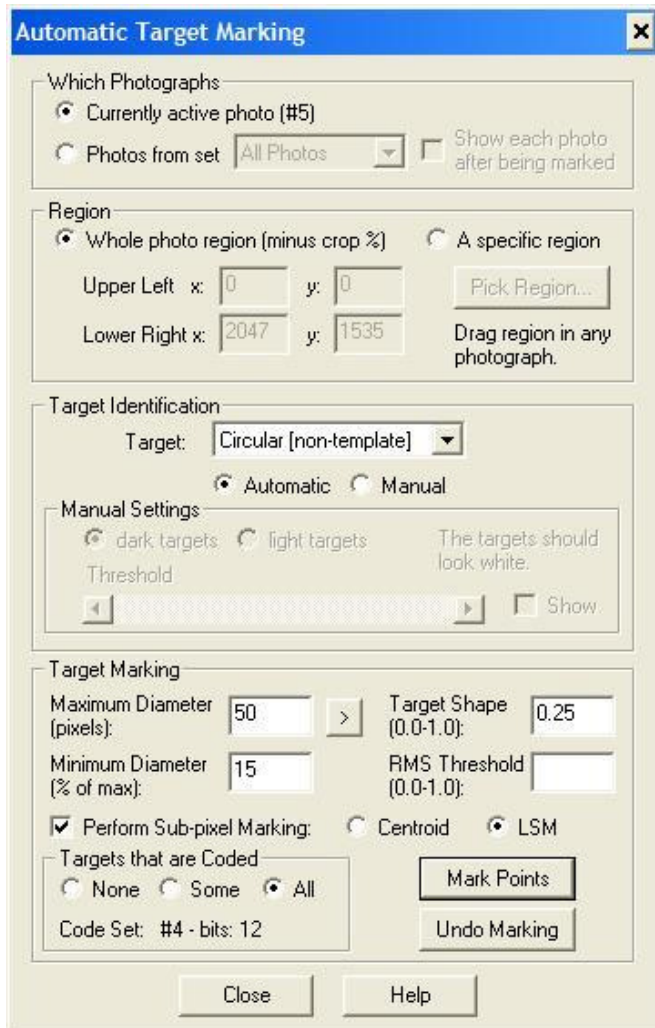 Automatic Target Marking
Which Photographs
Currently active photo (#5)
Photos from set All Photos Show each photo after being marked
Region
Whole photo region (minus crop %) A specific region
Upper Left x: 0 y: 0 Pick Region...
Lower Right x: 2047 y: 1535 Drag region in any photograph.
Target Identification
Target: Circular [non-template]
Automatic Manual
Manual Settings
dark targets light targets The targets should look white.
Threshold
Show
Target Marking
Maximum Diameter (pixels): 50 > Target Shape (0.0-1.0): 0.25
Minimum Diameter (% of max): 15 RMS Threshold (0.0-1.0):
Perform Sub-pixel Marking: Centroid LSM
Targets that are Coded
None Some All Mark Points
Code Set: #4 - bits: 12 Undo Marking
Close Help